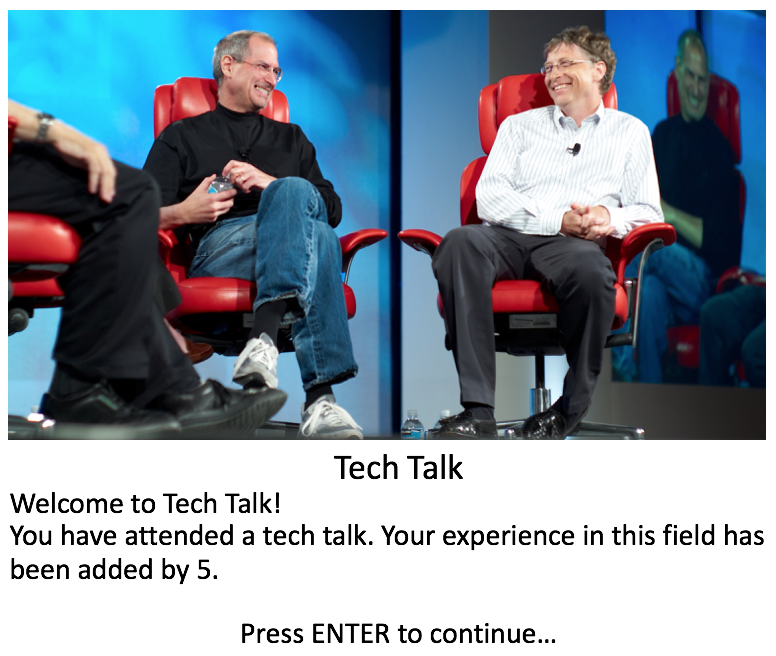 Tech Talk
Welcome to Tech Talk!
You have attended a tech talk. Your experience in this field has
been added by 5.
Press ENTER to continue...